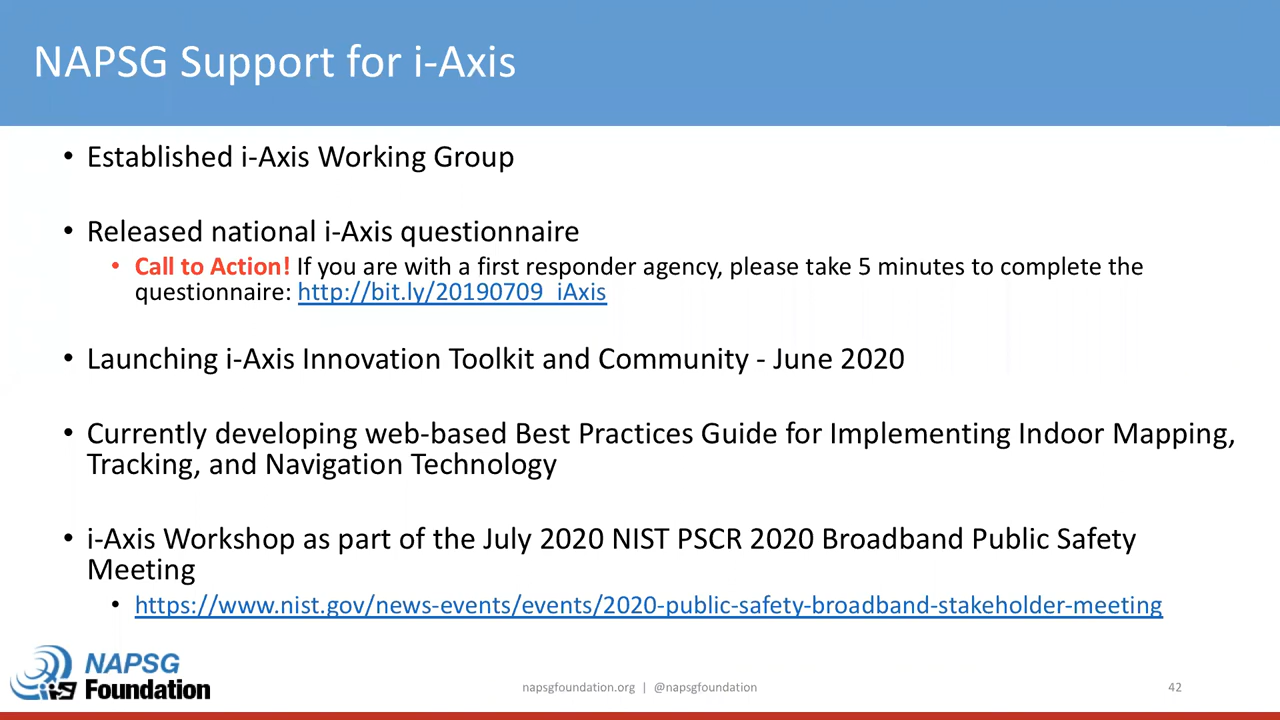 NAPSG Support for i-Axis
• Established i-Axis Working Group
• Released national i-Axis questionnaire
• Call to Action! If you are with a first responder agency, please take 5 minutes to complete the
questionnaire: http://bit.ly/20190709_iAxis
• Launching i-Axis Innovation Toolkit and Community - June 2020
• Currently developing web-based Best Practices Guide for Implementing Indoor Mapping,
Tracking, and Navigation Technology
• i-Axis Workshop as part of the July 2020 NIST PSCR 2020 Broadband Public Safety
Meeting
• https://www.nist.gov/news-events/events/2020-public-safety-broadband-stakeholder-meeting
NAPSG
Foundation
napsgfoundation.org | @napsgfoundation
42